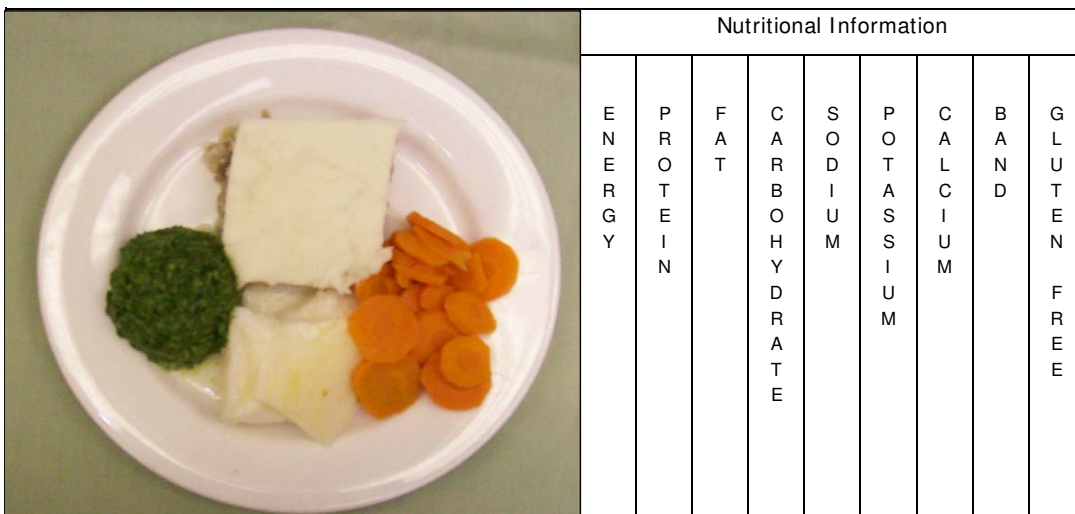 Nutritional Information
ENERGY
PROTEIN
FAT
CARBOHYDRATE
SODIUM
POTASSIUM
CALCIUM
BAND
GLUTEN FREE